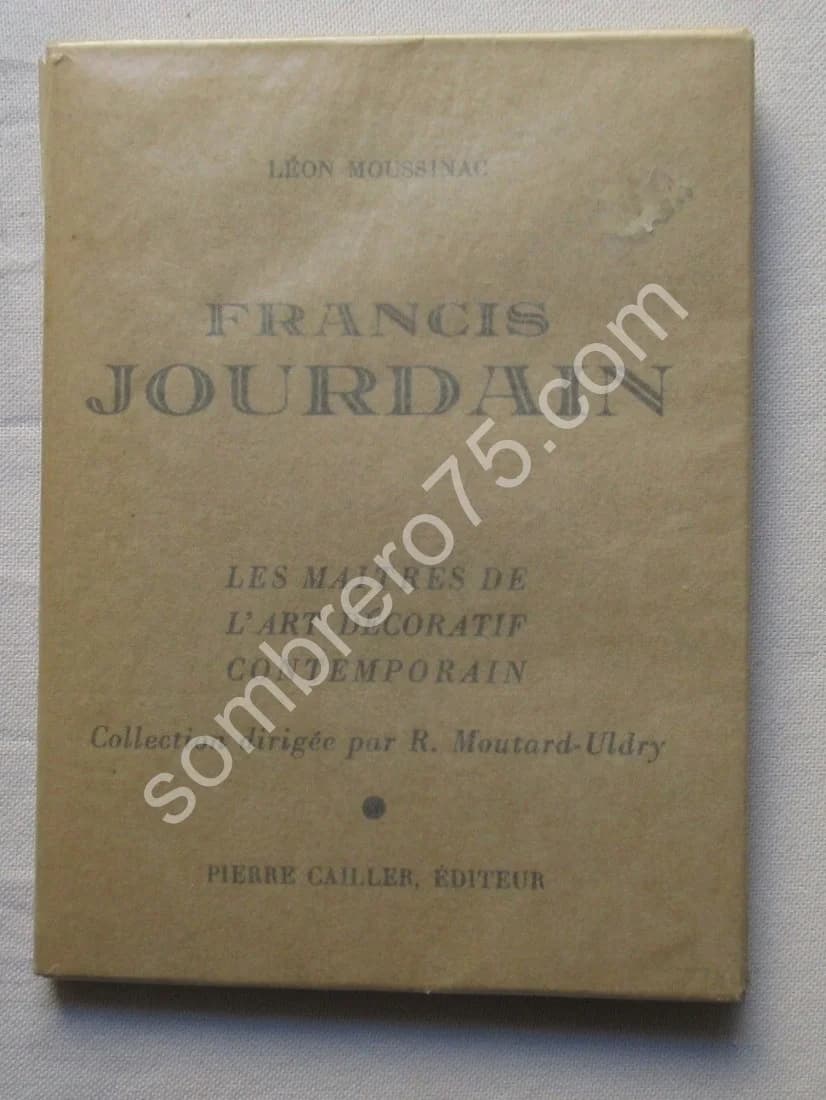 LÉON MOUSSINAC
FRANCIS
JOURDAIN
LES MAITRES DE
L'ART DÉCORATIF
CONTEMPORAIN
Collection dirigée par R. Moutard-Uldry
PIERRE CAILLER, ÉDITEUR
sombrero75.com